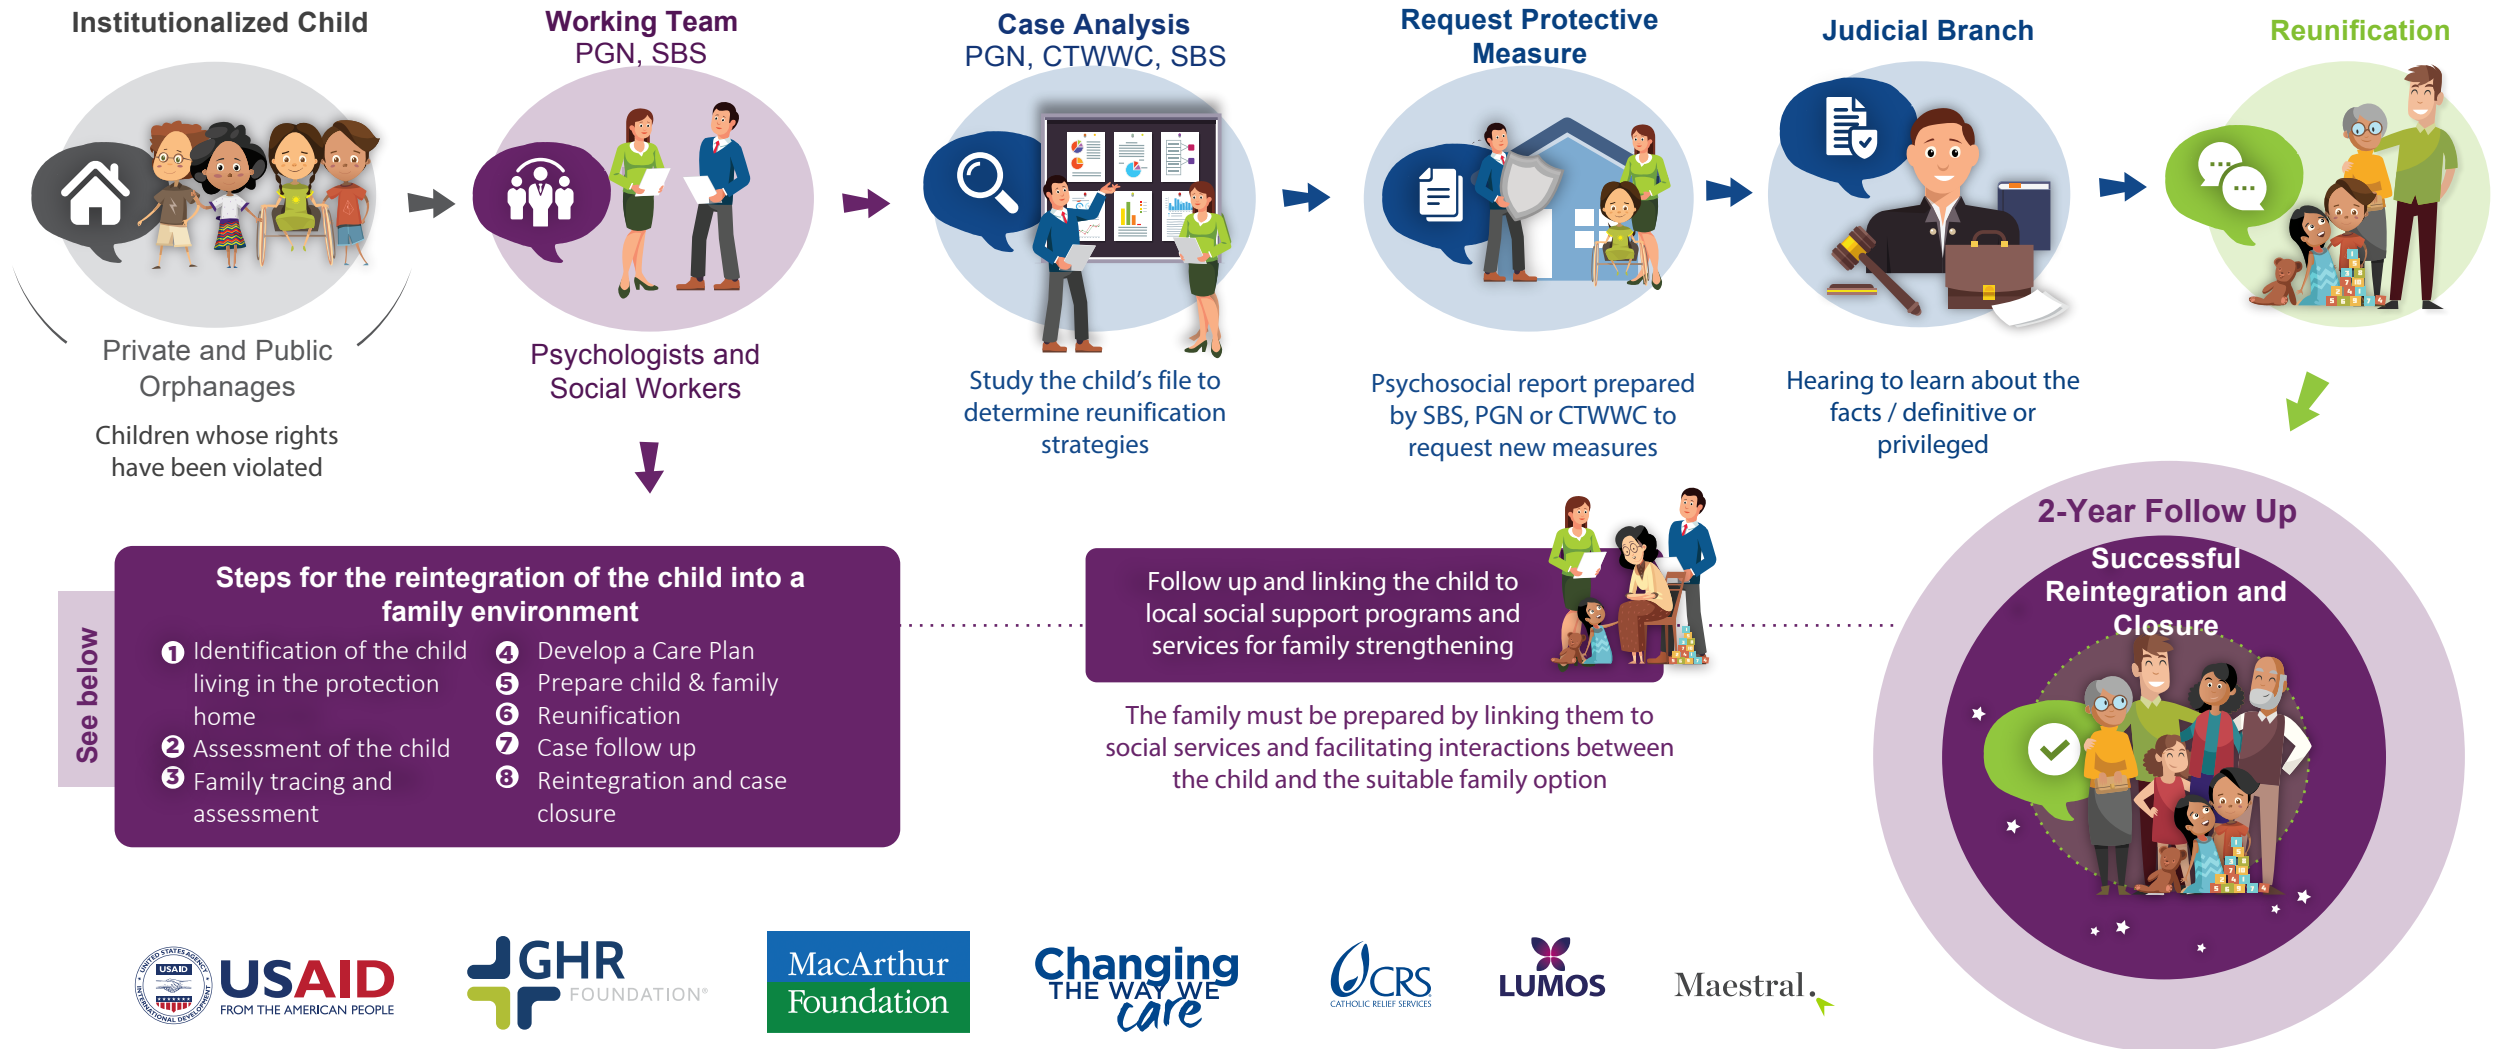 Institutionalized Child
Private and Public
Orphanages
Children whose rights
have been violated
Working Team
PGN, SBS
Psychologists and
Social Workers
Case Analysis
PGN, CTWWC, SBS
Study the child's file to
determine reunification
strategies
Request Protective
Measure
Psychosocial report prepared
by SBS, PGN or CTWWC to
request new measures
Judicial Branch
Hearing to learn about the
facts / definitive or
privileged
Reunification
See below
Steps for the reintegration of the child into a
family environment
1 Identification of the child
living in the protection
home
2 Assessment of the child
3 Family tracing and
assessment
4 Develop a Care Plan
5 Prepare child & family
6 Reunification
7 Case follow up
8 Reintegration and case
closure
Follow up and linking the child to
local social support programs and
services for family strengthening
The family must be prepared by linking them to
social services and facilitating interactions between
the child and the suitable family option
2-Year Follow Up
Successful
Reintegration and
Closure
UNITED STATES AGENCY
INTERNATIONAL DEVELOPMENT
USAID
USAID
FROM THE AMERICAN PEOPLE
GHR
FOUNDATION®
MacArthur
Foundation
Changing
THE WAY WE
care
CRS
CATHOLIC RELIEF SERVICES
LUMOS
Maestral.